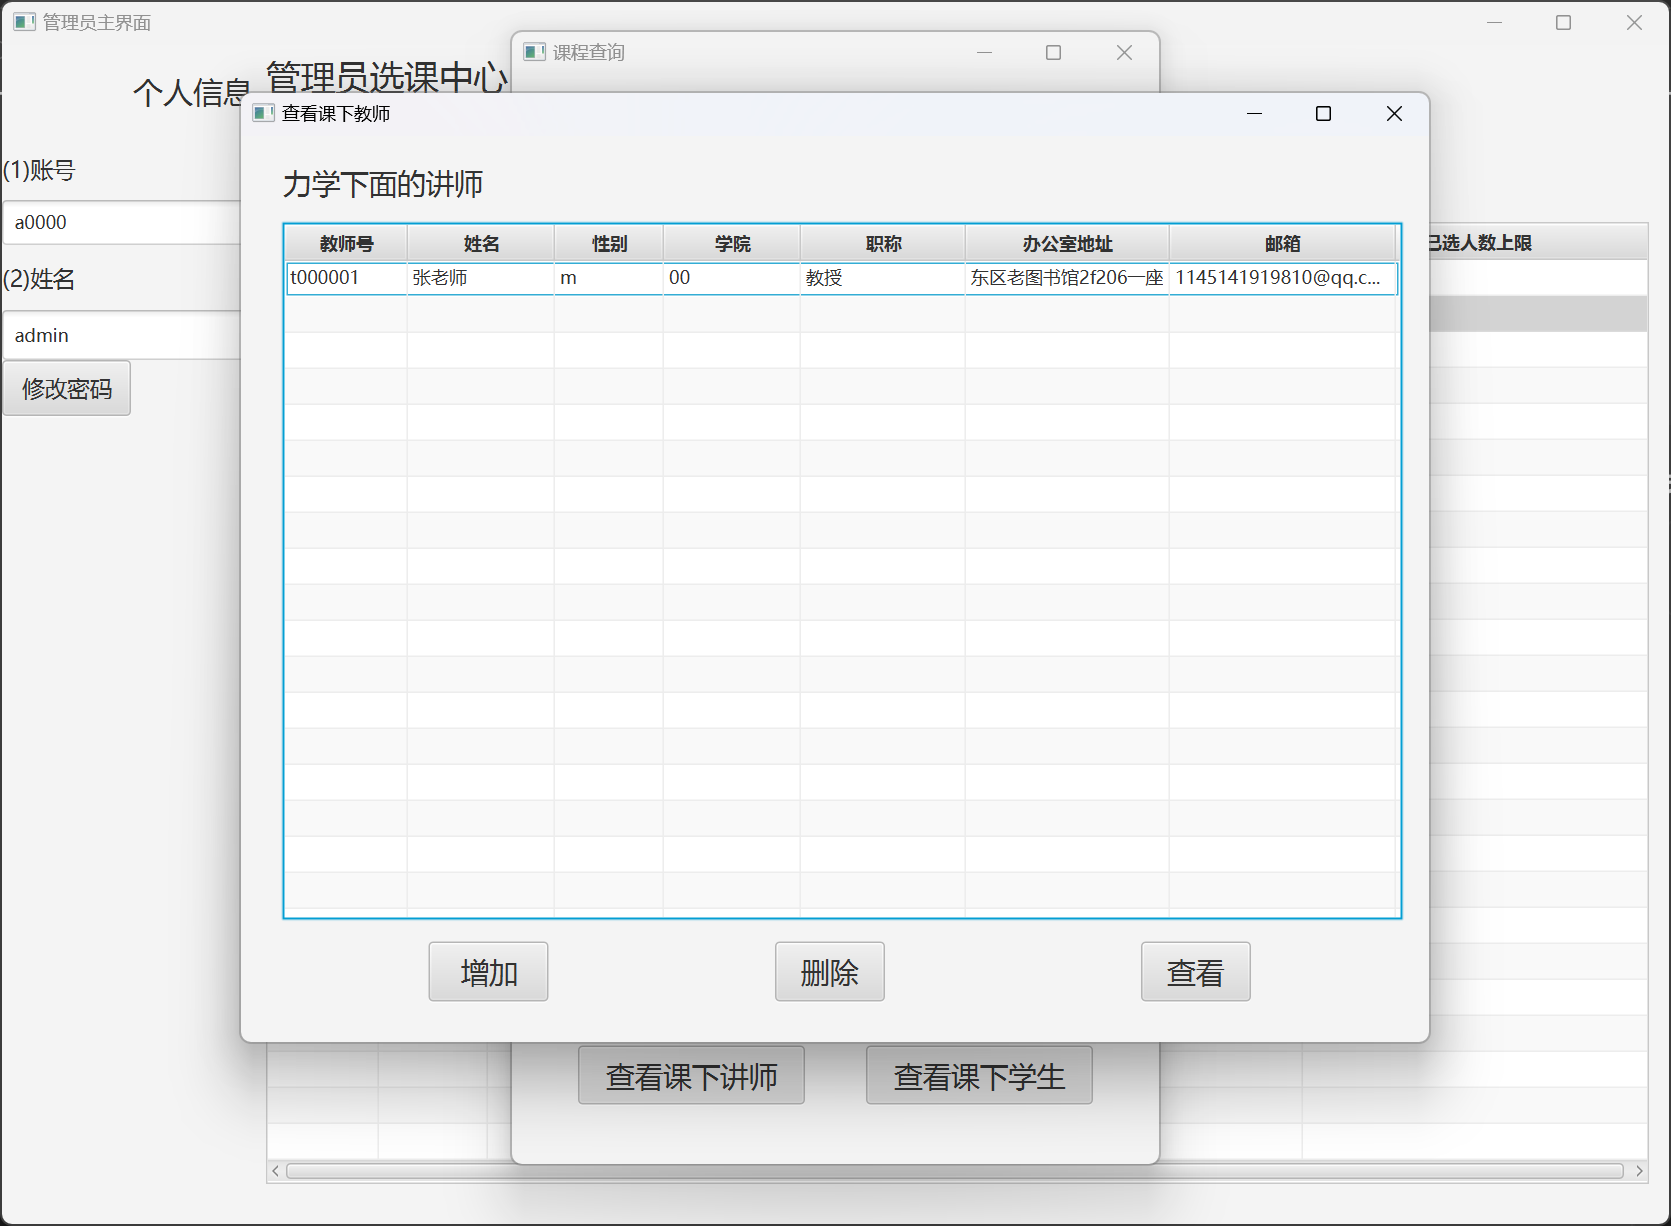 管理员主界面
课程查询
个人信息
管理员选课中心
查看课下教师
(1)账号
a0000
(2)姓名
admin
修改密码
力学下面的讲师
教师号 姓名 性别 学院 职称 办公室地址 邮箱
t000001 张老师 m 00 教授 东区老图书馆2f206一座 1145141919810@qq.c...
已选人数上限
增加 删除 查看
查看课下讲师 查看课下学生